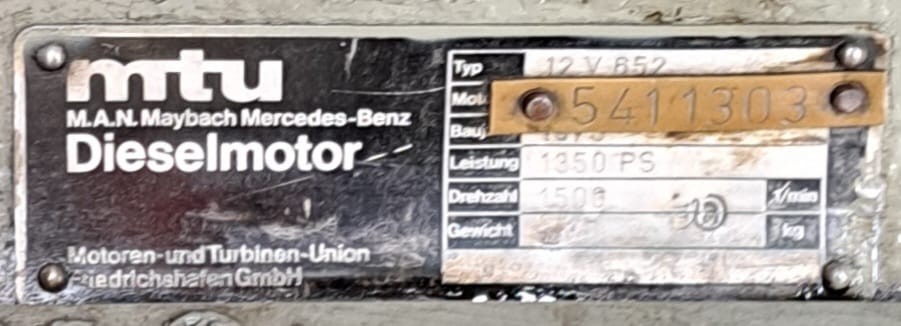 mtu
M.A.N. Maybach Mercedes-Benz
Dieselmotor
Motoren-und Turbinen-Union
Friedrichshafen GmbH
Typ 12 V 652
5411303
Leistung 1350 PS
Drehzahl 1500 1/min
Gewicht kg